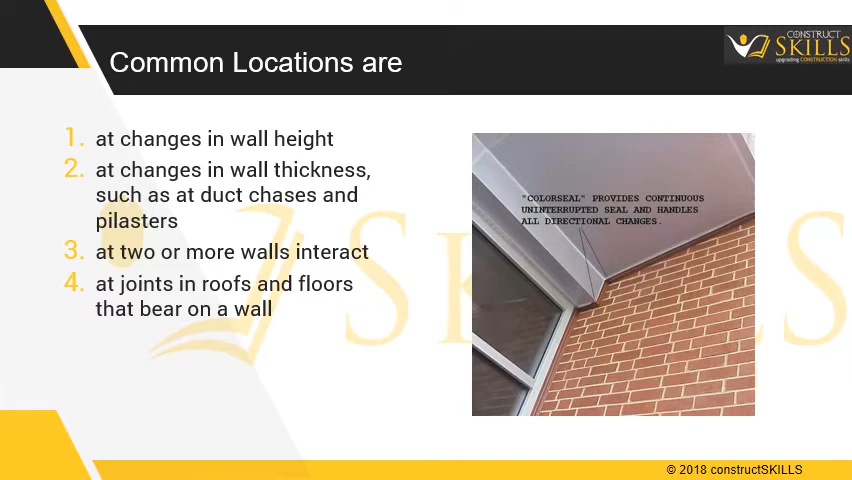 Common Locations are
CONSTRUCT
SKILLS
upgrading CONSTRUCTION skills
1. at changes in wall height
2. at changes in wall thickness,
such as at duct chases and
pilasters
3. at two or more walls interact
4. at joints in roofs and floors
that bear on a wall
"COLORSEAL" PROVIDES CONTINUOUS
UNINTERRUPTED SEAL AND HANDLES
ALL DIRECTIONAL CHANGES.
SKILLS
© 2018 constructSKILLS